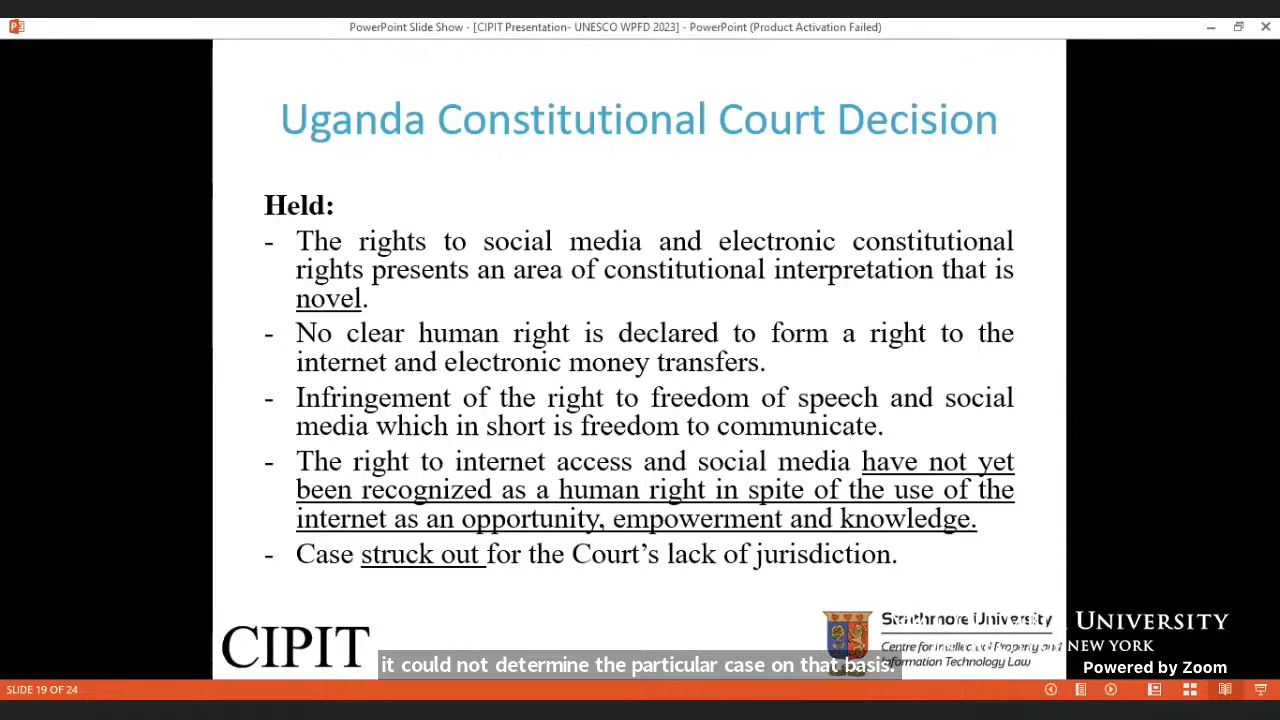 PowerPoint Slide Show - [CIPIT Presentation- UNESCO WPFD 2023] - PowerPoint (Product Activation Failed)
Uganda Constitutional Court Decision
Held:
- The rights to social media and electronic constitutional
rights presents an area of constitutional interpretation that is
novel.
- No clear human right is declared to form a right to the
internet and electronic money transfers.
- Infringement of the right to freedom of speech and social
media which in short is freedom to communicate.
- The right to internet access and social media have not yet
been recognized as a human right in spite of the use of the
internet as an opportunity, empowerment and knowledge.
- Case struck out for the Court's lack of jurisdiction.
CIPIT
Strathmore University
Centre for Intellectual Property and
Information Technology Law
UNIVERSITY
NEW YORK
it could not determine the particular case on that basis.
Powered by Zoom
SLIDE 19 OF 24